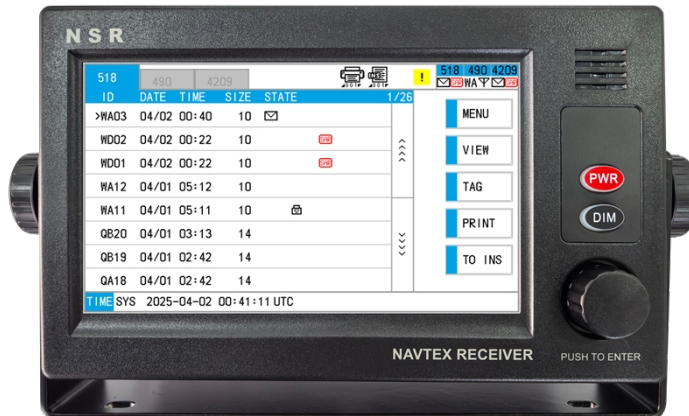 NSR
518 490 4209 ! 518 490 4209
WA
ID DATE TIME SIZE STATE 1/26
>WA03 04/02 00:40 10
WD02 04/02 00:22 10
WD01 04/02 00:22 10
WA12 04/01 05:12 10
WA11 04/01 05:11 10
QB20 04/01 03:13 14
QB19 04/01 02:42 14
QA18 04/01 02:42 14
MENU
VIEW
TAG
PRINT
TO INS
TIME SYS 2025-04-02 00:41:11 UTC
PWR
DIM
NAVTEX RECEIVER
PUSH TO ENTER